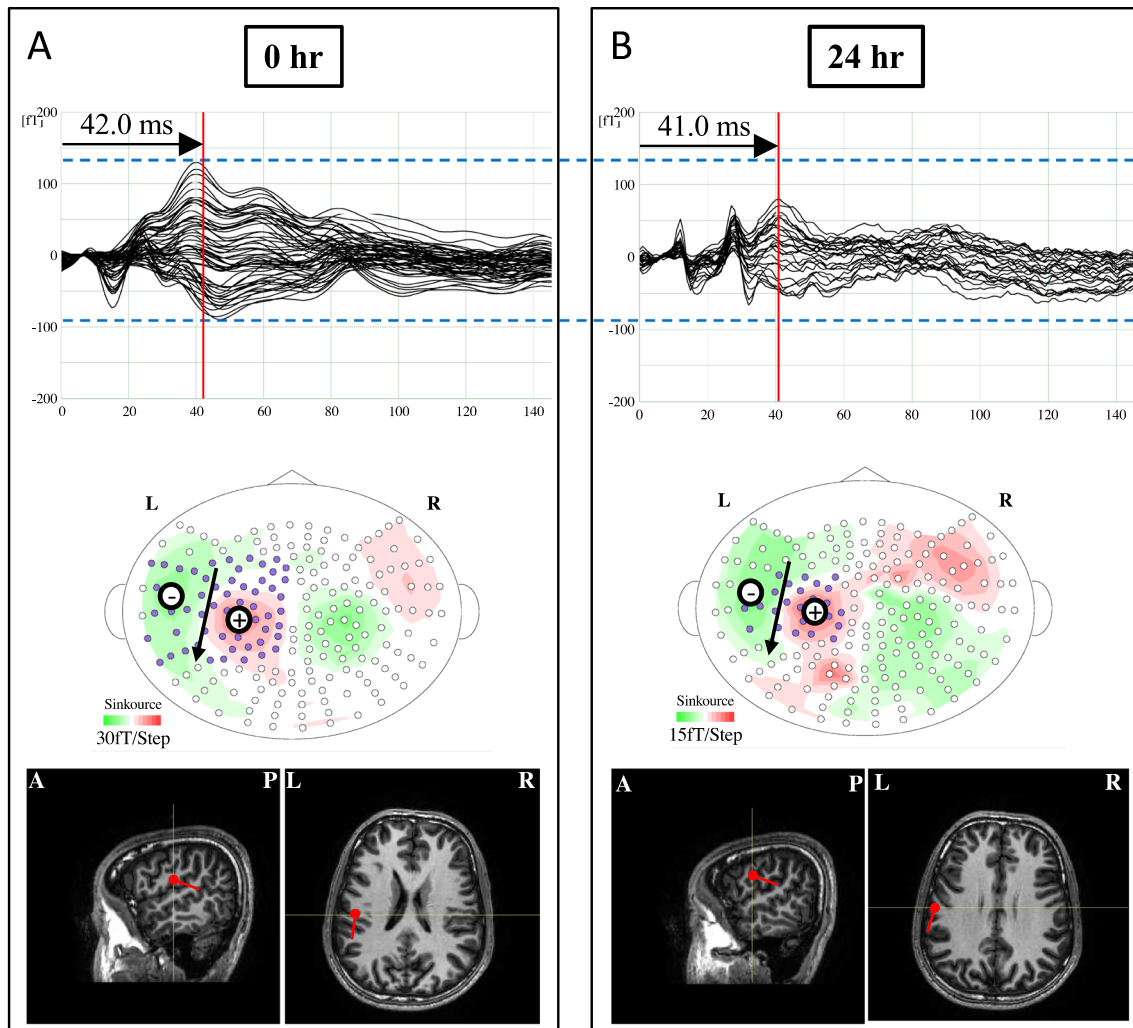 A
0 hr
200
[fT]
42.0 ms
100
0
-100
-200
0 20 40 60 80 100 120 140
L
R
-
+
Sinkource
30fT/Step
A P
L R
B
24 hr
200
[fT]
41.0 ms
100
0
-100
-200
0 20 40 60 80 100 120 140
L
R
-
+
Sinkource
15fT/Step
A P
L R